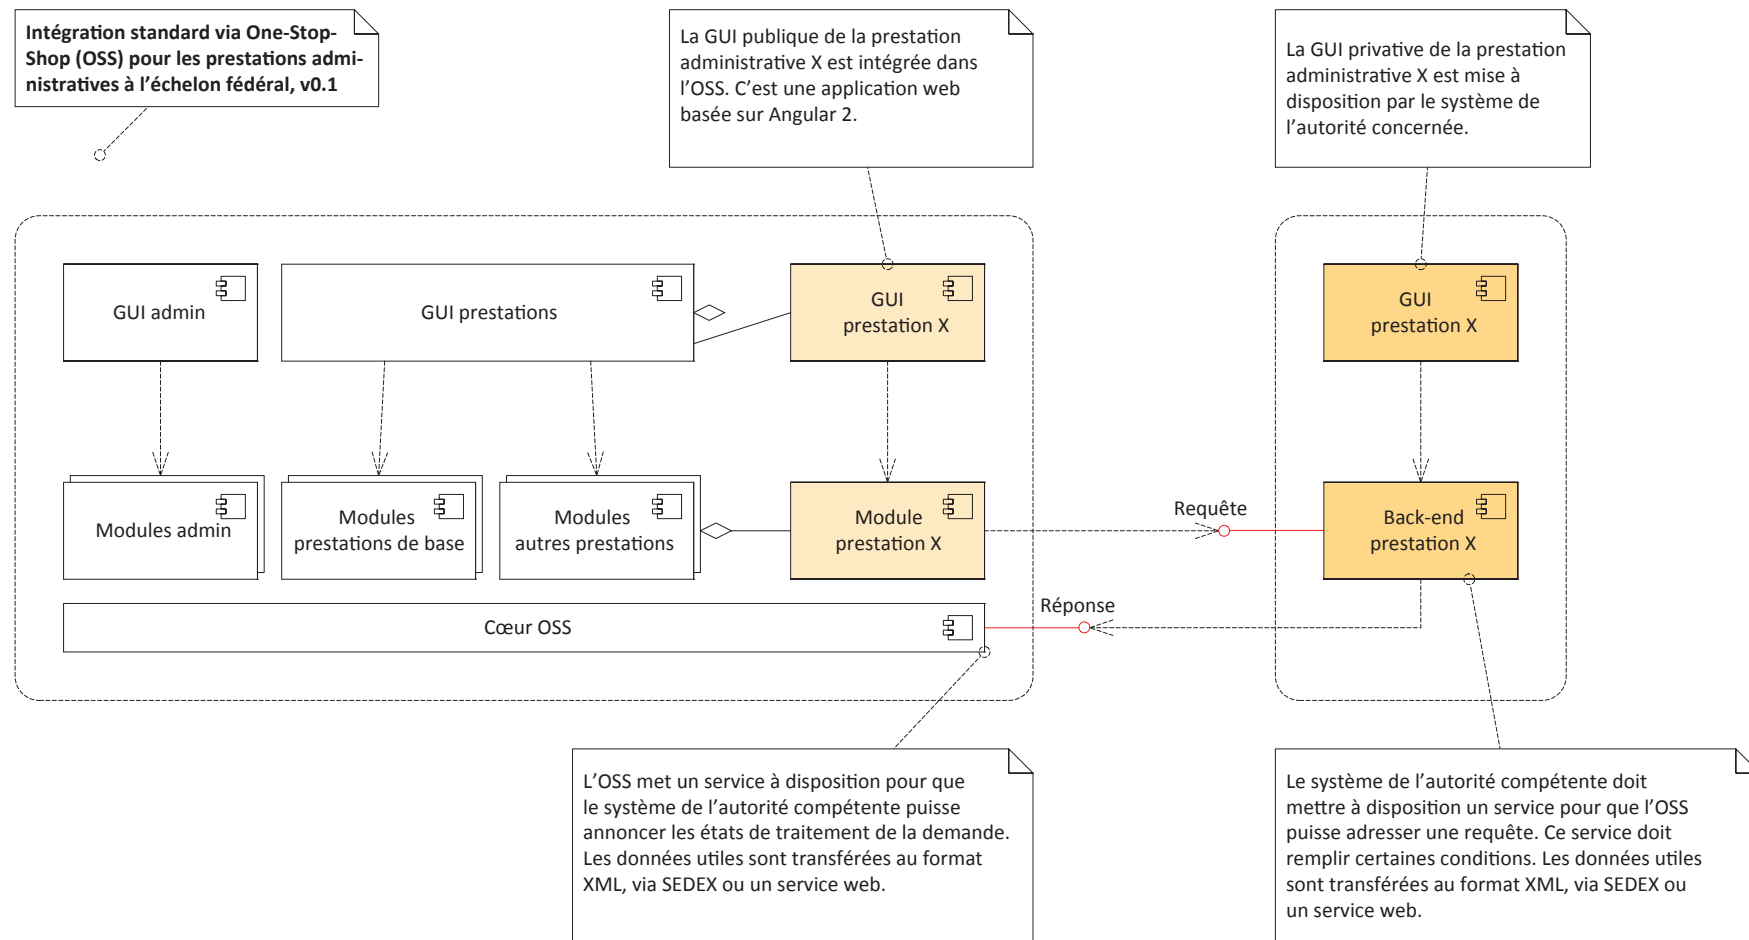 Intégration standard via One-Stop-
Shop (OSS) pour les prestations admi-
nistratives à l’échelon fédéral, v0.1
La GUI publique de la prestation
administrative X est intégrée dans
l’OSS. C’est une application web
basée sur Angular 2.
La GUI privative de la prestation
administrative X est mise à
disposition par le système de
l’autorité concernée.
GUI admin
GUI prestations
GUI
prestation X
GUI
prestation X
Modules admin
Modules
prestations de base
Modules
autres prestations
Module
prestation X
Requête
Back-end
prestation X
Réponse
Cœur OSS
L’OSS met un service à disposition pour que
le système de l’autorité compétente puisse
annoncer les états de traitement de la demande.
Les données utiles sont transférées au format
XML, via SEDEX ou un service web.
Le système de l’autorité compétente doit
mettre à disposition un service pour que l’OSS
puisse adresser une requête. Ce service doit
remplir certaines conditions. Les données utiles
sont transférées au format XML, via SEDEX ou
un service web.